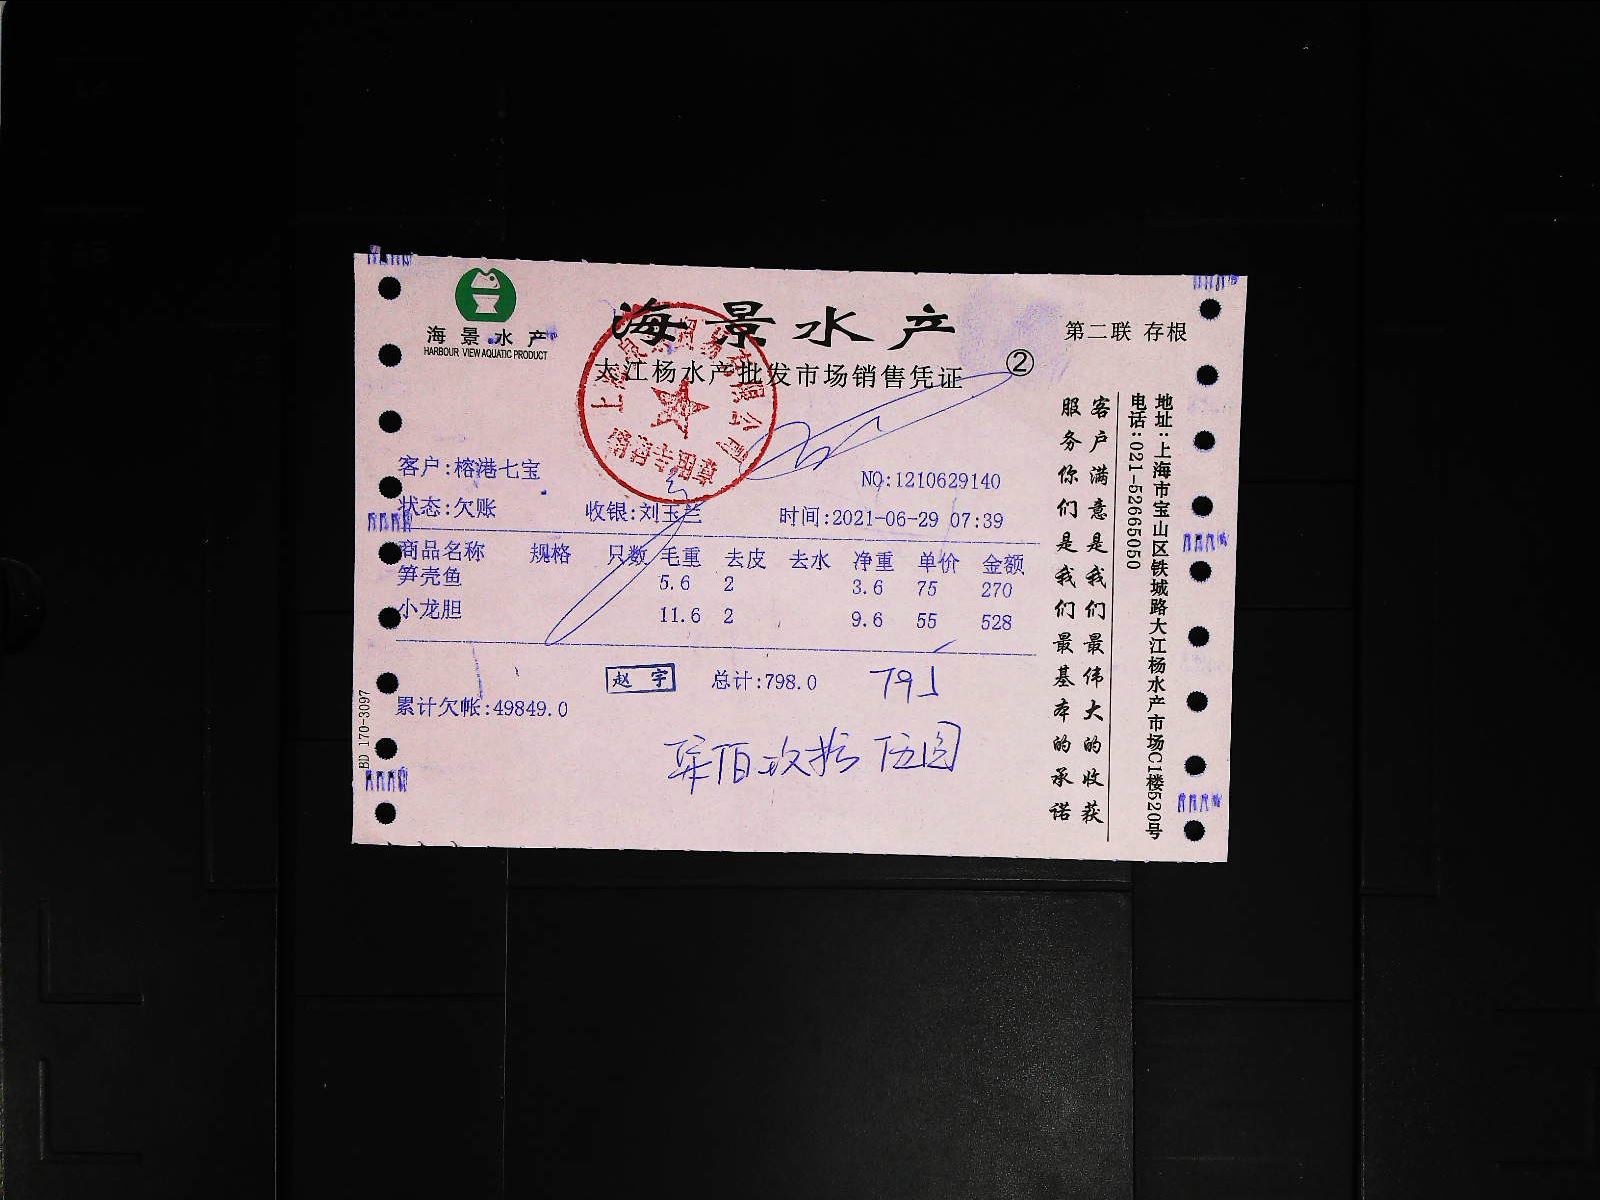 海景水产
HARBOUR VIEW AQUATIC PRODUCT
海景水产
大江杨水产批发市场销售凭证
②
第二联 存根
客户:榕港七宝
NO:1210629140
状态:欠账 收银:刘玉兰 时间:2021-06-29 07:39
商品名称 规格 只数 毛重 去皮 去水 净重 单价 金额
笋壳鱼 5.6 2 3.6 75 270
小龙胆 11.6 2 9.6 55 528
赵宇 总计:798.0 795
累计欠帐:49849.0
柒佰玖拾伍圆
BD 170-3097
客户满意是我们最伟大的收获
服务你们是我们最基本的承诺
地址:上海市宝山区铁城路大江杨水产市场C1楼520号
电话:021-52665050